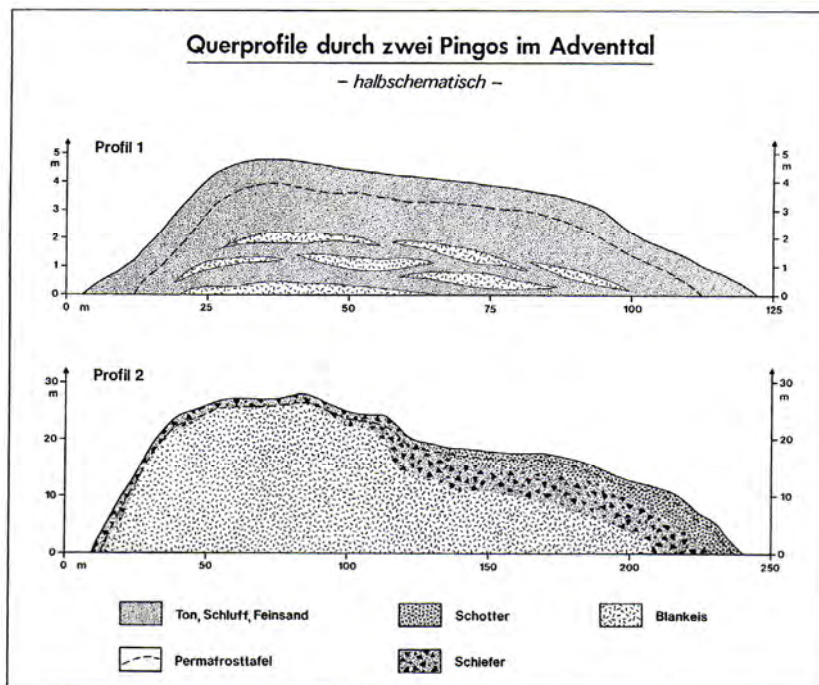 Querprofile durch zwei Pingos im Adventtal
– halbschematisch –
Profil 1
5
m
4
3
2
1
0
5
m
4
3
2
1
0
0 m 25 50 75 100 125
Profil 2
30
m
20
10
0
30
m
20
10
0
0 m 50 100 150 200 250
Ton, Schluff, Feinsand
Schotter
Blankeis
Permafrosttafel
Schiefer